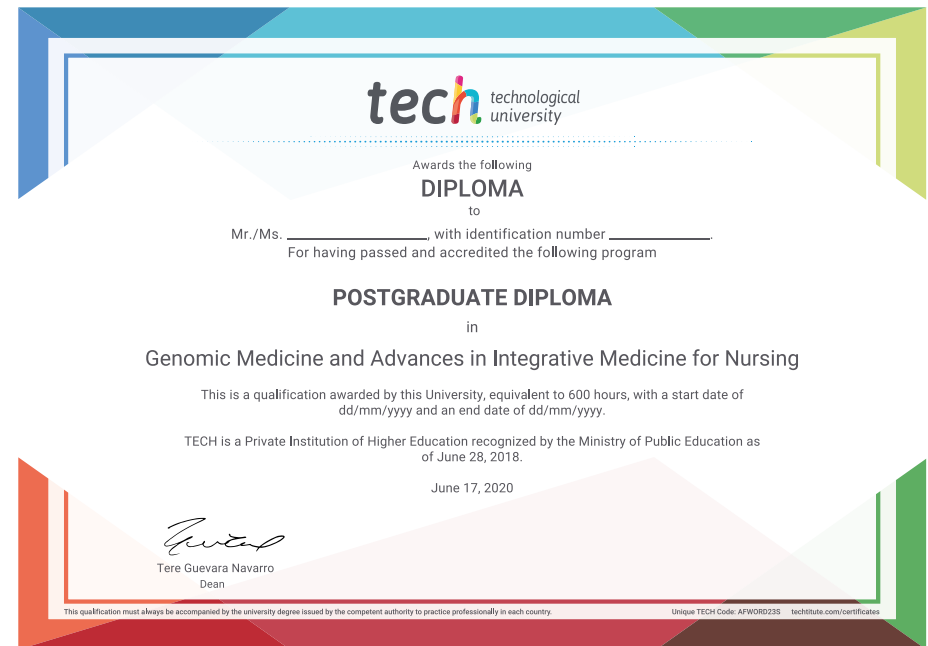 tech technological
university
Awards the following
DIPLOMA
to
Mr./Ms. __________________, with identification number _____________.
For having passed and accredited the following program
POSTGRADUATE DIPLOMA
in
Genomic Medicine and Advances in Integrative Medicine for Nursing
This is a qualification awarded by this University, equivalent to 600 hours, with a start date of
dd/mm/yyyy and an end date of dd/mm/yyyy.
TECH is a Private Institution of Higher Education recognized by the Ministry of Public Education as
of June 28, 2018.
June 17, 2020
Tere Guevara Navarro
Dean
This qualification must always be accompanied by the university degree issued by the competent authority to practice professionally in each country.
Unique TECH Code: AFWORD23S techtitute.com/certificates